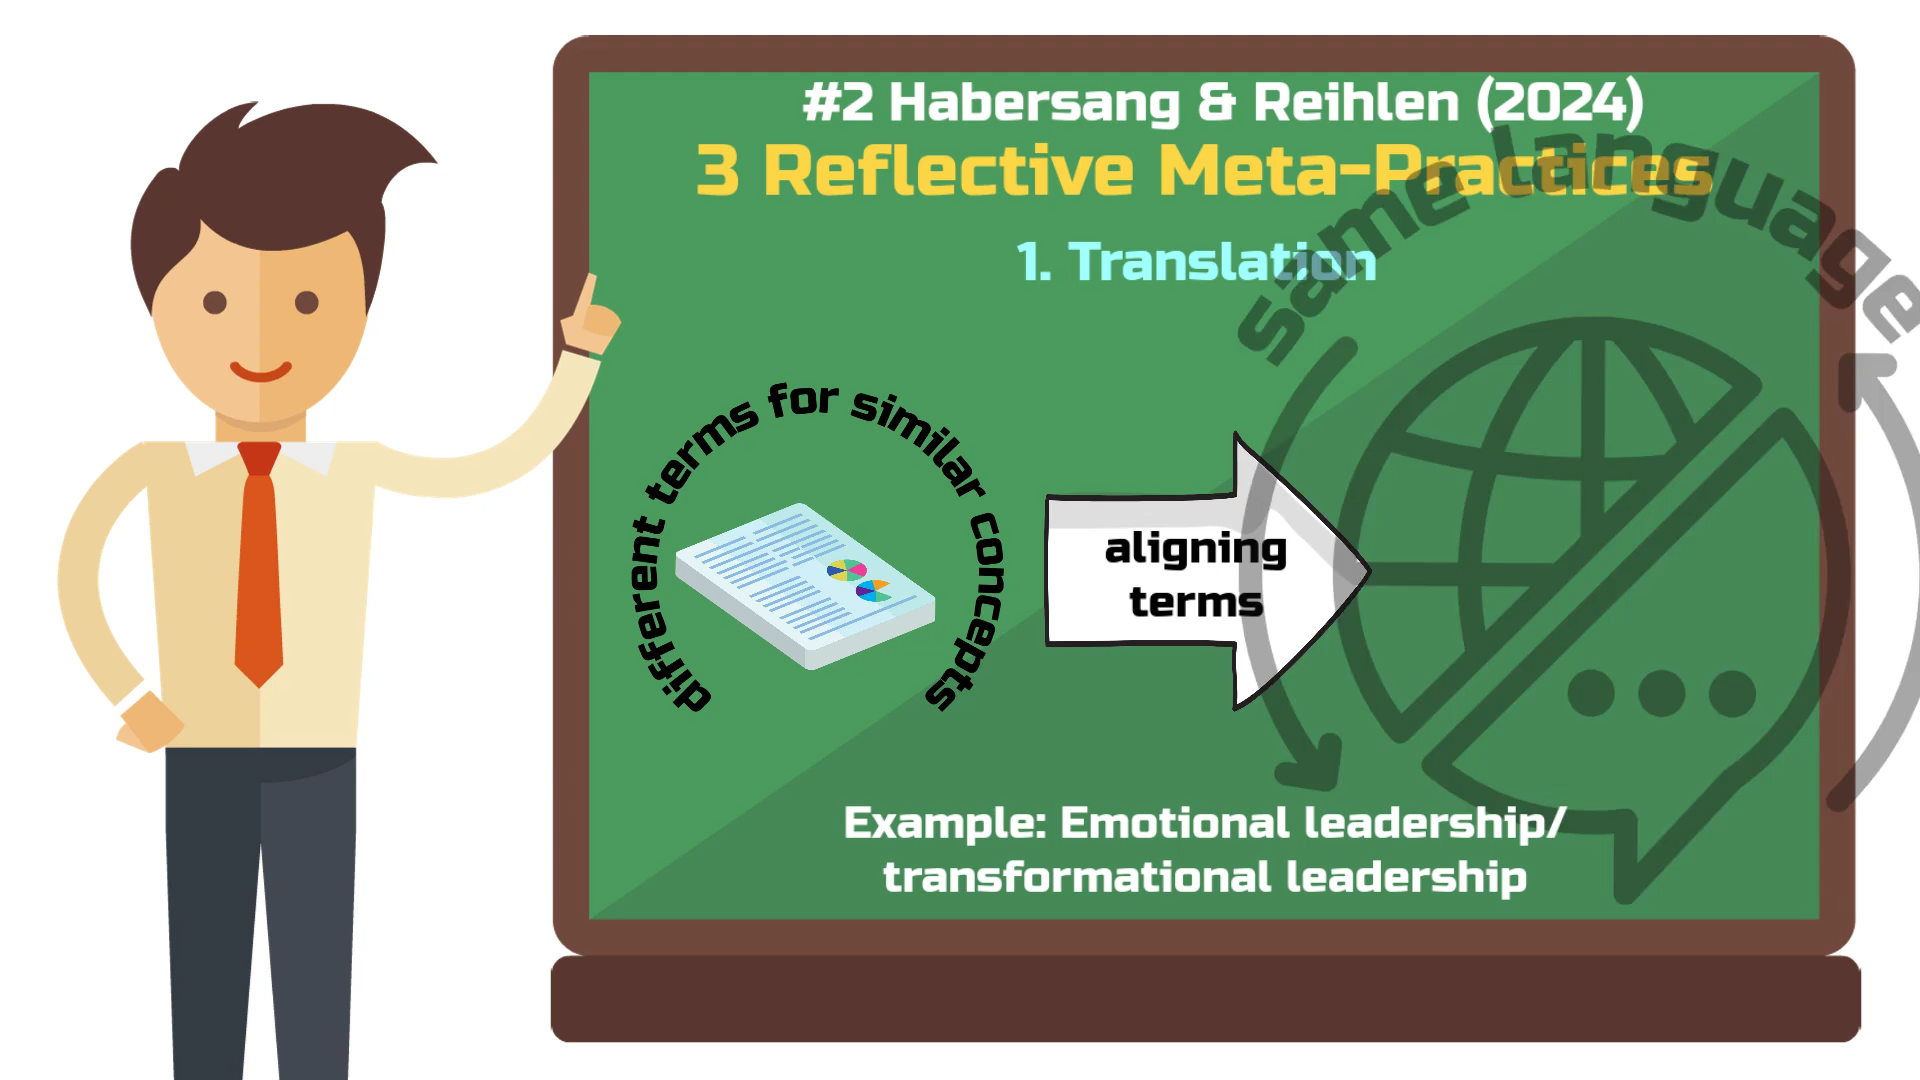 #2 Habersang & Reihlen (2024)
3 Reflective Meta-Practices
1. Translation
different terms for similar concepts
aligning
terms
same language
Example: Emotional leadership/
transformational leadership